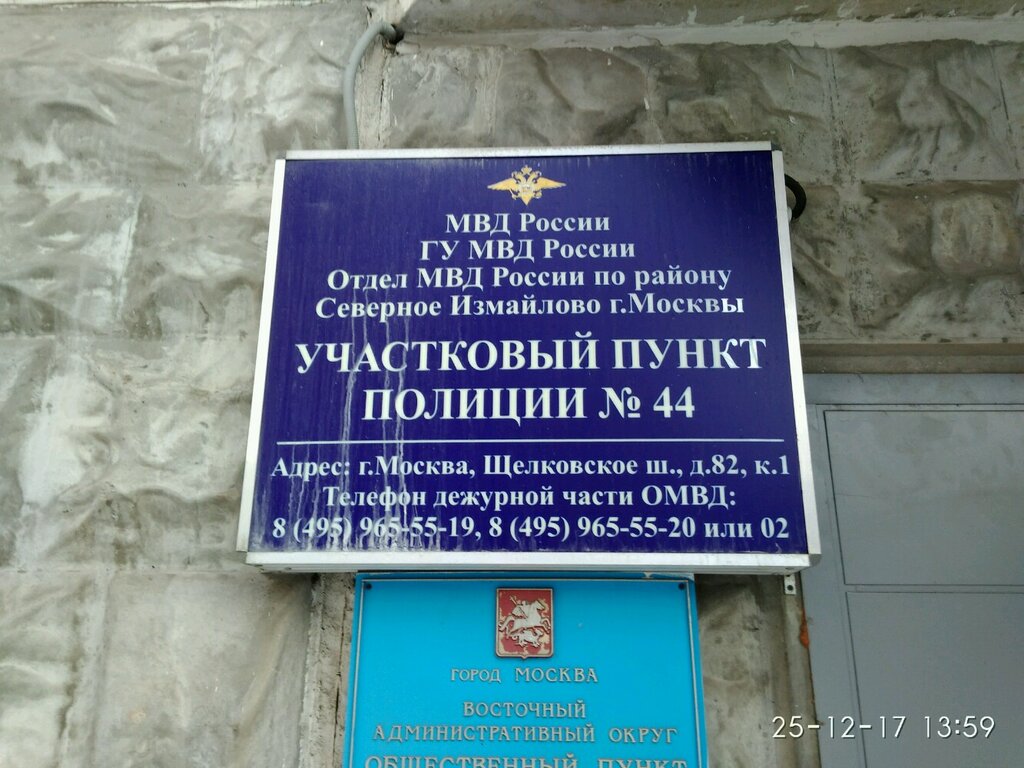 МВД России
ГУ МВД России
Отдел МВД России по району
Северное Измайлово г.Москвы
УЧАСТКОВЫЙ ПУНКТ
ПОЛИЦИИ № 44
Адрес: г.Москва, Щелковское ш., д.82, к.1
Телефон дежурной части ОМВД:
8 (495) 965-55-19, 8 (495) 965-55-20 или 02
ГОРОД МОСКВА
ВОСТОЧНЫЙ
АДМИНИСТРАТИВНЫЙ ОКРУГ
ОБЩЕСТВЕННЫЙ ПУНКТ
25-12-17 13:59